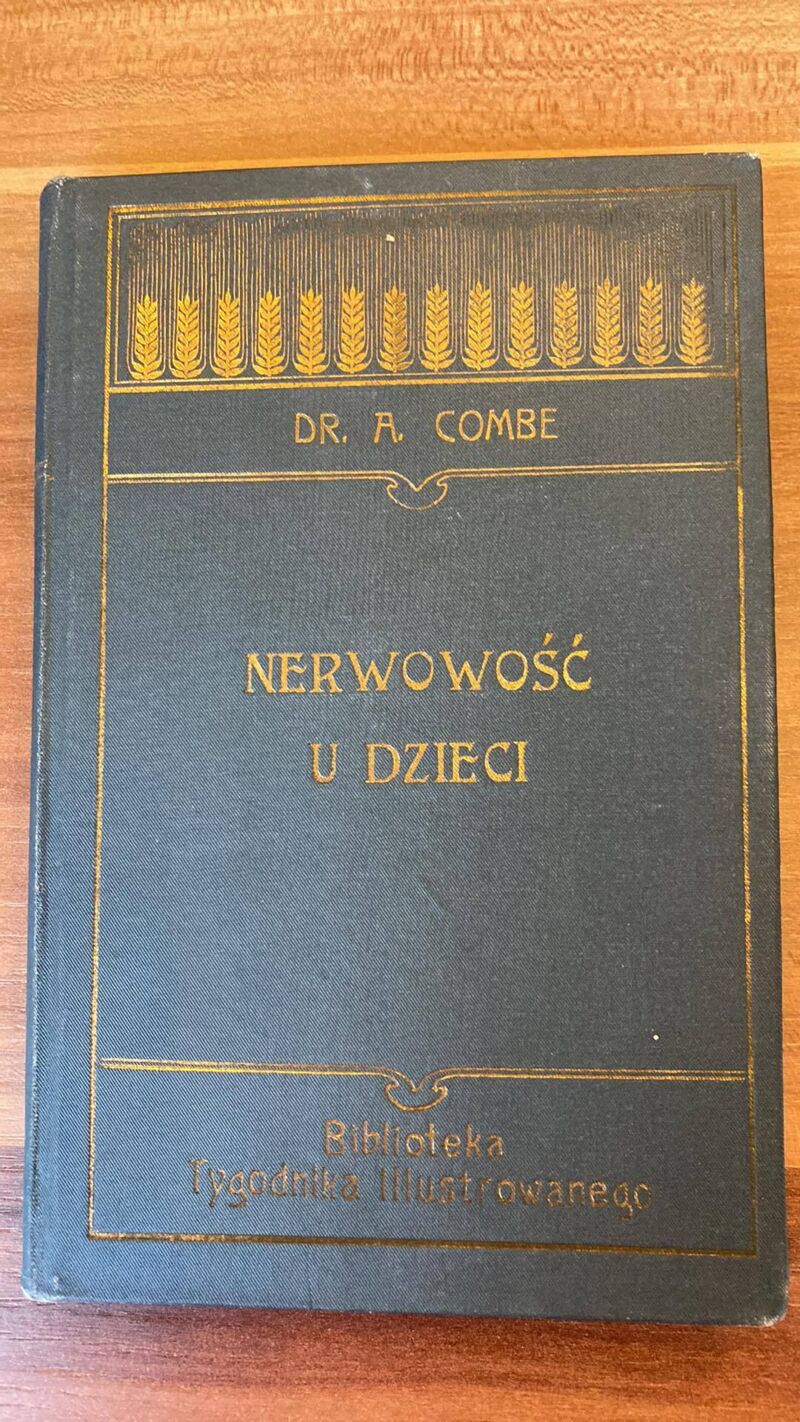 DR. A. COMBE
NERWOWOŚĆ
U DZIECI
Biblioteka
Tygodnika Illustrowanego